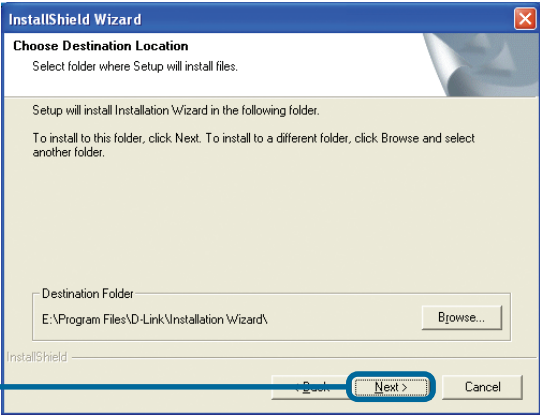 InstallShield Wizard
Choose Destination Location
Select folder where Setup will install files.
Setup will install Installation Wizard in the following folder.
To install to this folder, click Next. To install to a different folder, click Browse and select
another folder.
Destination Folder
E:\Program Files\D-Link\Installation Wizard\
Browse...
InstallShield
< Back
Next >
Cancel